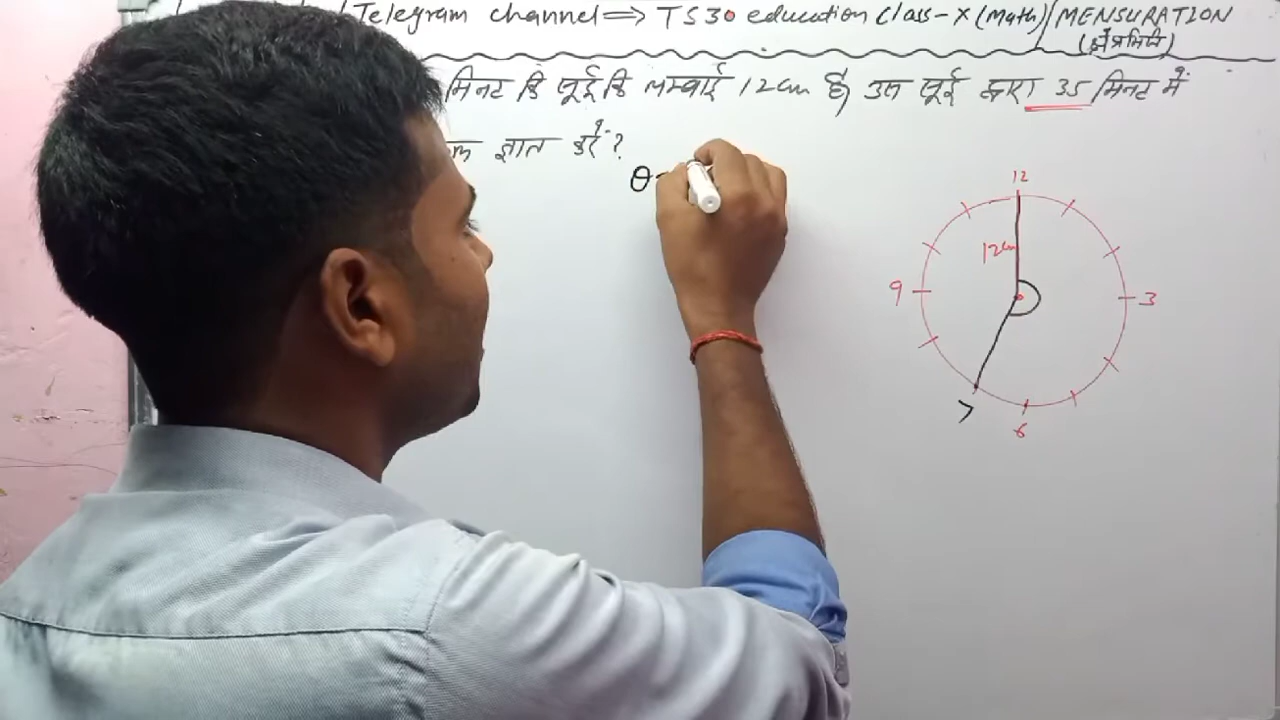 Telegram channel ⇒ TS30 education Class-X (Math) / MENSURATION
(क्षेत्रमिति)
मिनट कि सूई कि लम्बाई 12cm है, उस सूई द्वारा 35 मिनट में
ज्ञात करें ?
θ
12
12cm
9
3
7
6